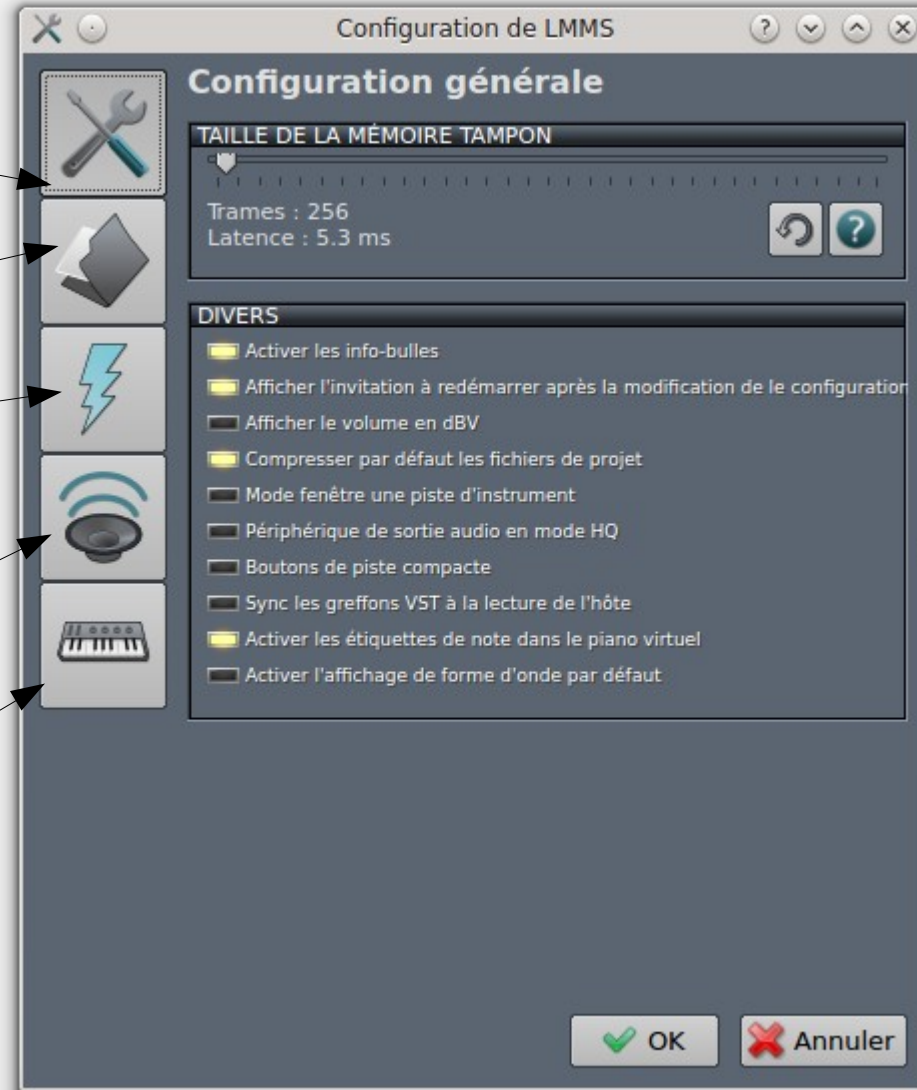 Configuration de LMMS
Configuration générale
TAILLE DE LA MÉMOIRE TAMPON
Trames : 256
Latence : 5.3 ms
DIVERS
Activer les info-bulles
Afficher l'invitation à redémarrer après la modification de le configuration
Afficher le volume en dBV
Compresser par défaut les fichiers de projet
Mode fenêtre une piste d'instrument
Périphérique de sortie audio en mode HQ
Boutons de piste compacte
Sync les greffons VST à la lecture de l'hôte
Activer les étiquettes de note dans le piano virtuel
Activer l'affichage de forme d'onde par défaut
OK
Annuler